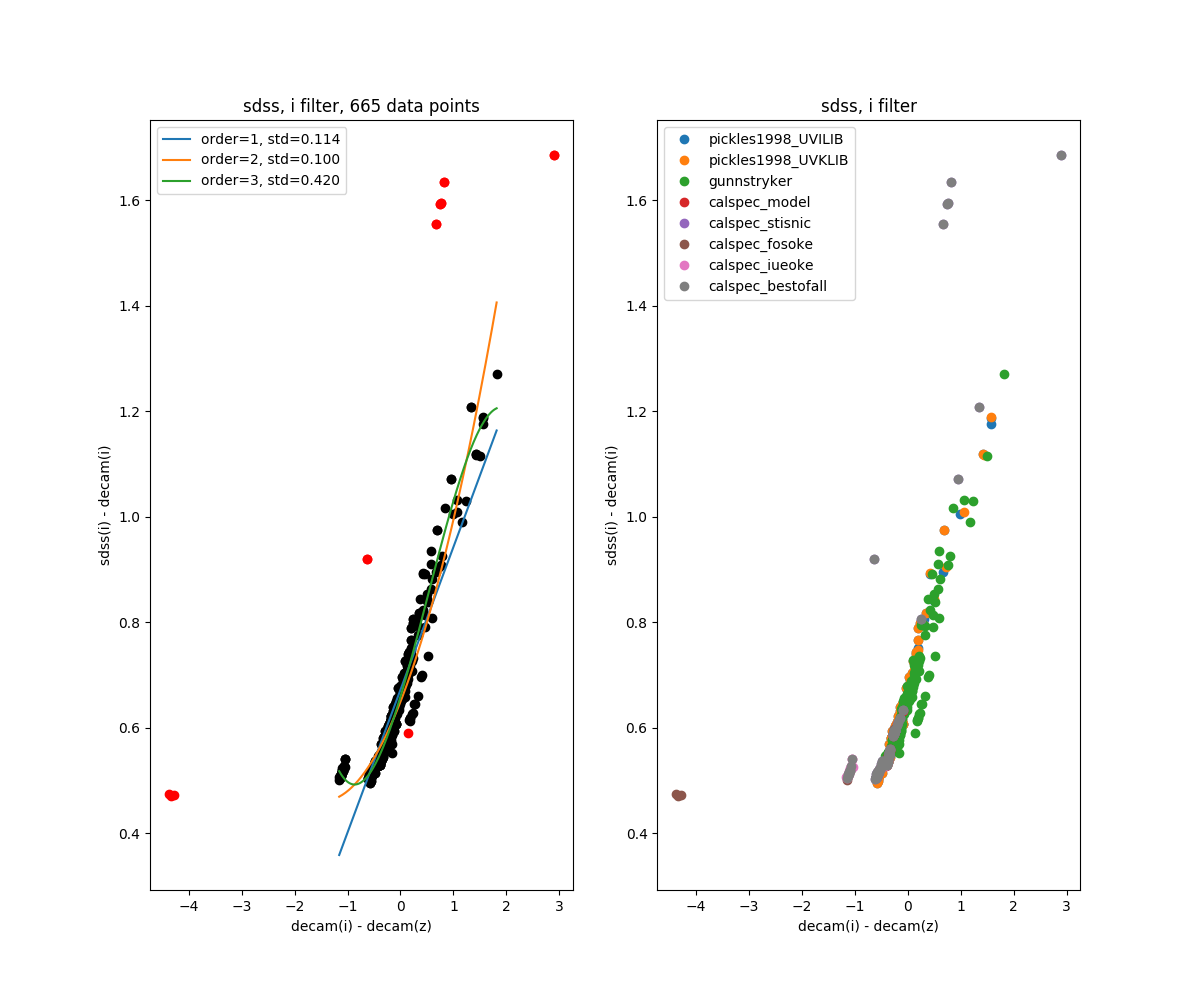 sdss, i filter, 665 data points
order=1, std=0.114
order=2, std=0.100
order=3, std=0.420
1.6
1.4
1.2
1.0
0.8
0.6
0.4
sdss(i) - decam(i)
−4 −3 −2 −1 0 1 2 3
decam(i) - decam(z)
sdss, i filter
pickles1998_UVILIB
pickles1998_UVKLIB
gunnstryker
calspec_model
calspec_stisnic
calspec_fosoke
calspec_iueoke
calspec_bestofall
1.6
1.4
1.2
1.0
0.8
0.6
0.4
sdss(i) - decam(i)
−4 −3 −2 −1 0 1 2 3
decam(i) - decam(z)